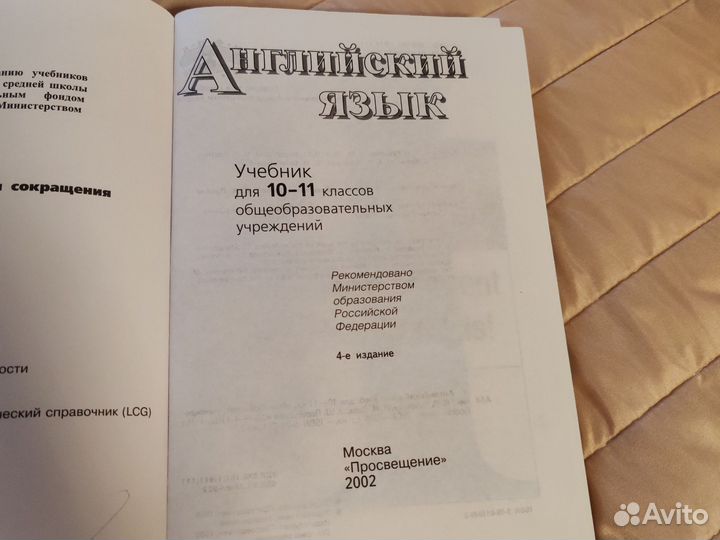 анию учебников
средней школы
ным фондом
Министерством
сокращения
ости
еский справочник (LCG)
Английский
язык
Учебник
для 10–11 классов
общеобразовательных
учреждений
Рекомендовано
Министерством
образования
Российской
Федерации
4-е издание
Москва
«Просвещение»
2002
Avito